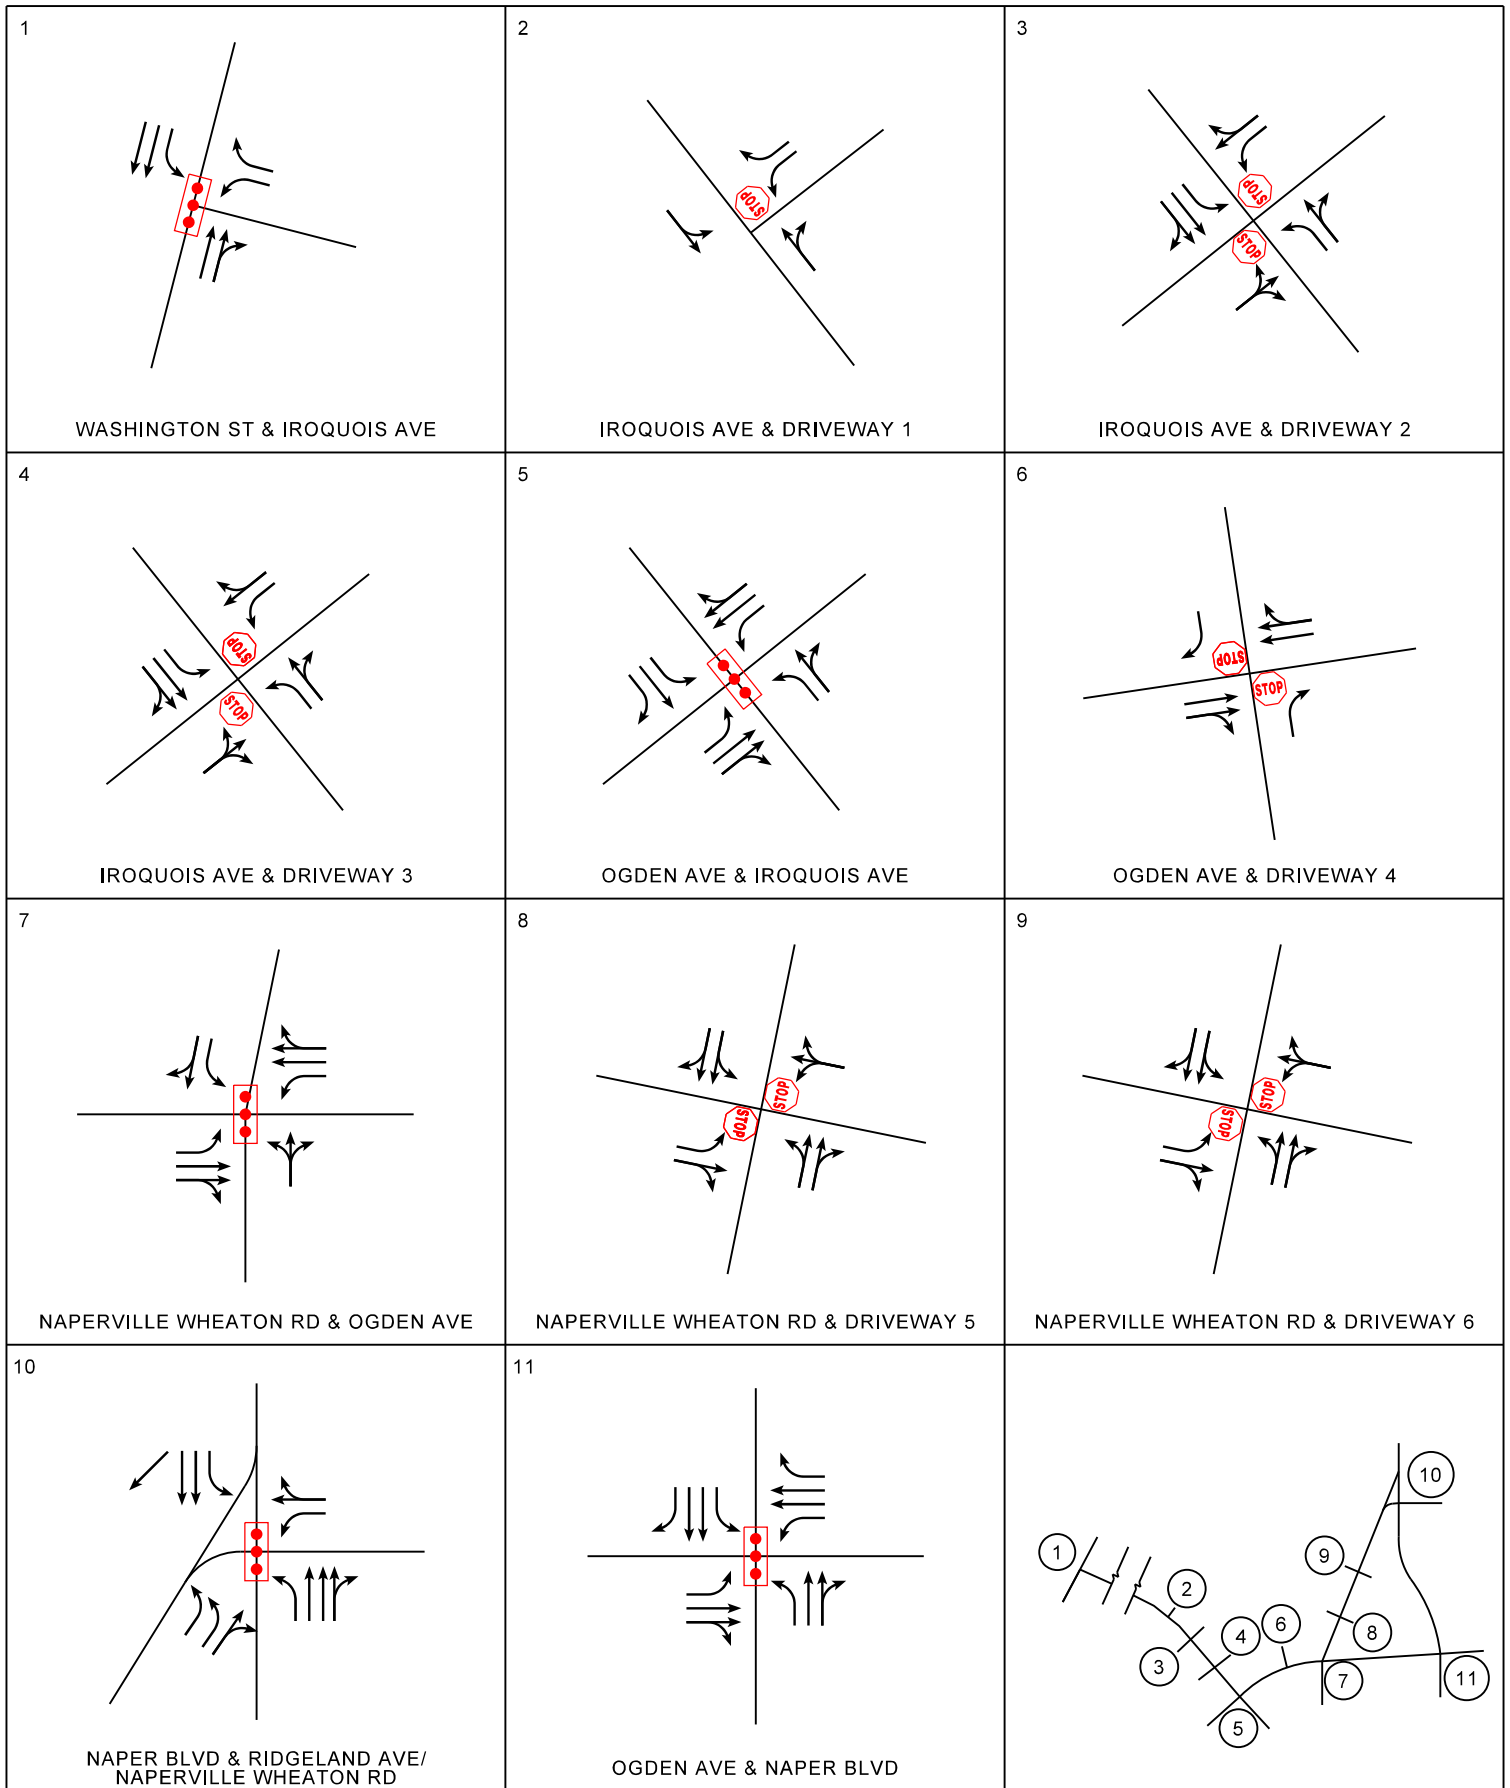 1
2
3
STOP
STOP
STOP
WASHINGTON ST & IROQUOIS AVE
IROQUOIS AVE & DRIVEWAY 1
IROQUOIS AVE & DRIVEWAY 2
4
5
6
STOP
STOP
STOP
STOP
IROQUOIS AVE & DRIVEWAY 3
OGDEN AVE & IROQUOIS AVE
OGDEN AVE & DRIVEWAY 4
7
8
9
STOP
STOP
STOP
STOP
NAPERVILLE WHEATON RD & OGDEN AVE
NAPERVILLE WHEATON RD & DRIVEWAY 5
NAPERVILLE WHEATON RD & DRIVEWAY 6
10
11
NAPER BLVD & RIDGELAND AVE/
NAPERVILLE WHEATON RD
OGDEN AVE & NAPER BLVD
1
2
3
4
5
6
7
8
9
10
11